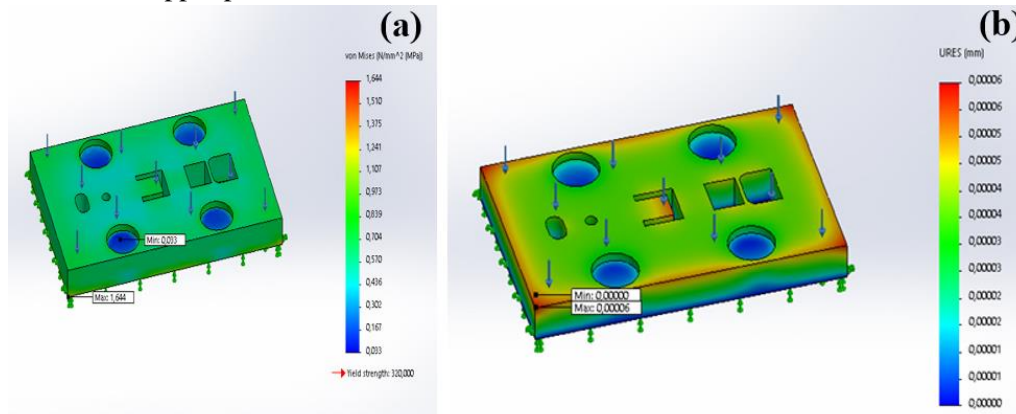 (a)
von Mises (N/mm^2 (MPa))
1,644
1,510
1,375
1,241
1,107
0,973
0,839
0,704
0,570
0,436
0,302
0,167
0,033
Yield strength: 320,000
Min: 0,033
Max: 1,644
(b)
URES (mm)
0,00006
0,00006
0,00005
0,00005
0,00004
0,00004
0,00003
0,00003
0,00002
0,00002
0,00001
0,00001
0,00000
Min: 0,00000
Max: 0,00006